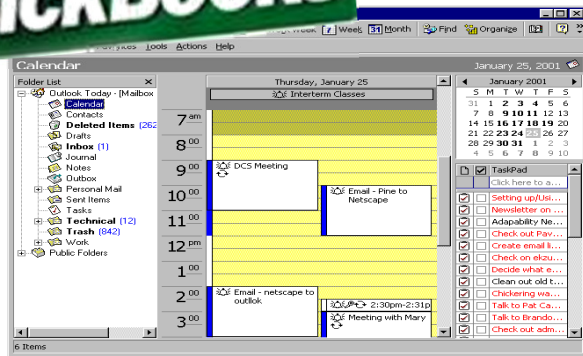 Week 7 Week 31 Month Find Organize
Tools Actions Help
Calendar
January 25, 2001
Folder List
Outlook Today - [Mailbox
Calendar
Contacts
Deleted Items (262
Drafts
Inbox (1)
Journal
Notes
Outbox
Personal Mail
Sent Items
Tasks
Technical (12)
Trash (842)
Work
Public Folders
Thursday, January 25
Interterm Classes
7 am
8 00
9 00
DCS Meeting
10 00
Email - Pine to
Netscape
11 00
12 pm
1 00
2 00
Email - netscape to
outllok
2:30pm-2:31p
3 00
Meeting with Mary
January 2001
S M T W T F S
31 1 2 3 4 5 6
7 8 9 10 11 12 13
14 15 16 17 18 19 20
21 22 23 24 25 26 27
28 29 30 31 1 2 3
4 5 6 7 8 9 10
TaskPad
Click here to a...
Setting up/Usi...
Newsletter on ...
Adapability Ne...
Check out Pav...
Create email li...
Check on ekzu...
Decide what e...
Clean out old t...
Chickering wa...
Talk to Pat Ca...
Talk to Brando...
Check out adm...
6 Items